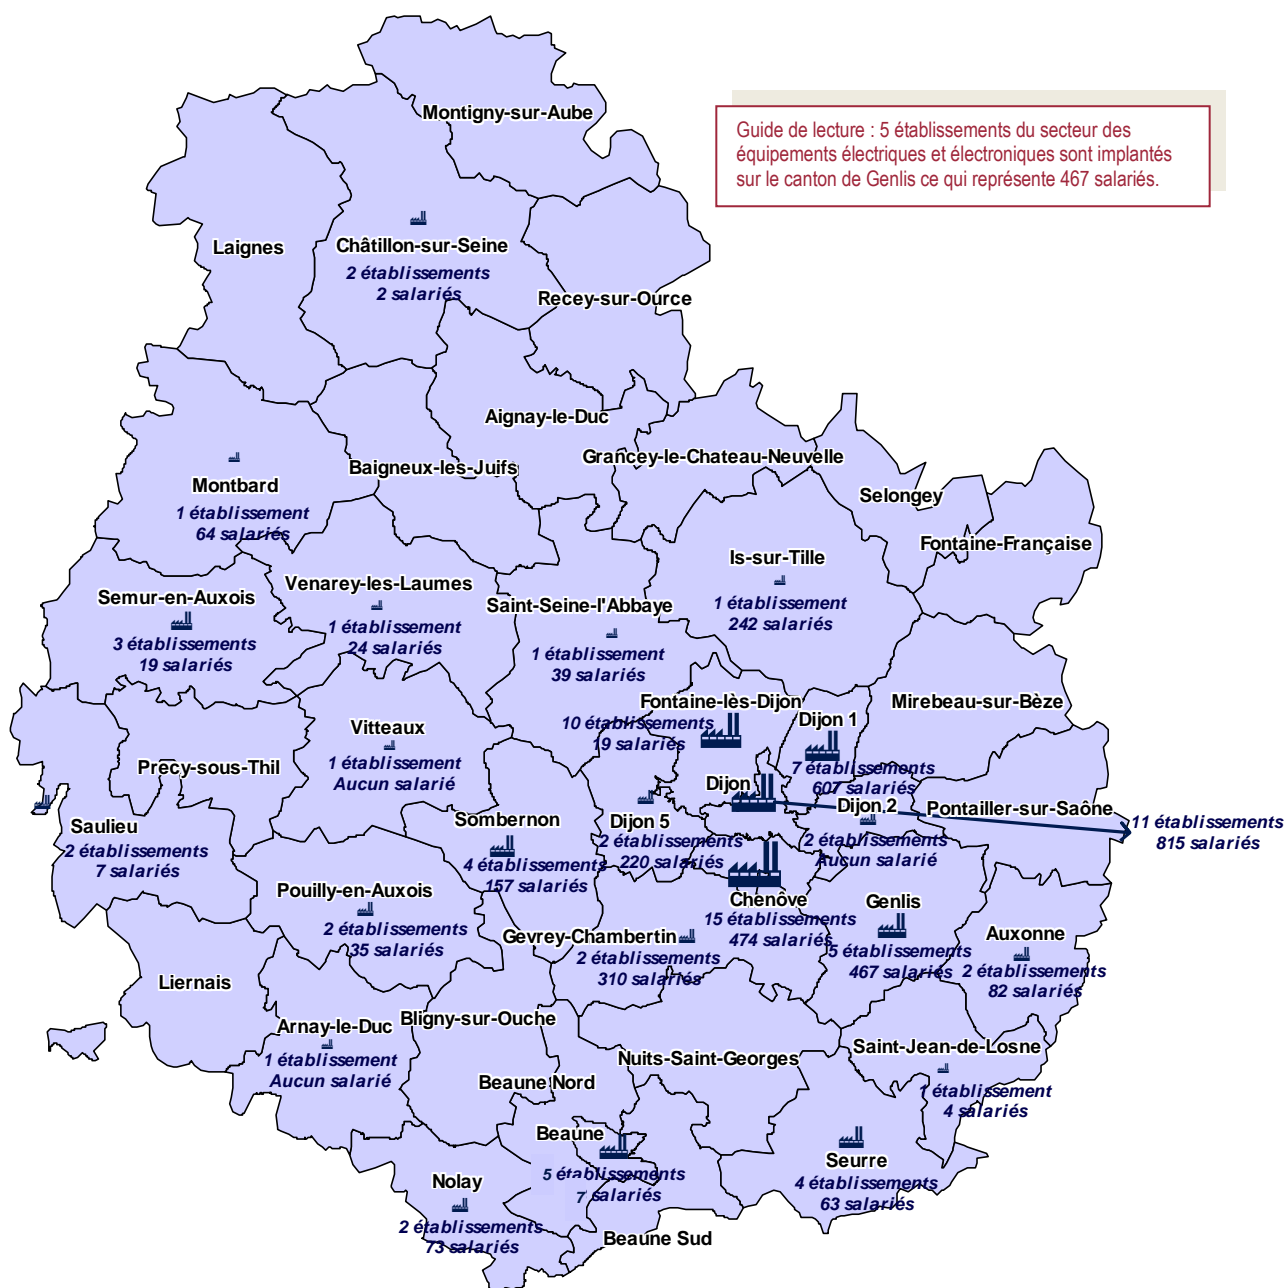 Montigny-sur-Aube
Guide de lecture : 5 établissements du secteur des
équipements électriques et électroniques sont implantés
sur le canton de Genlis ce qui représente 467 salariés.
Laignes
Châtillon-sur-Seine
2 établissements
2 salariés
Recey-sur-Ource
Aignay-le-Duc
Grancey-le-Chateau-Neuvelle
Baigneux-les-Juifs
Montbard
1 établissement
64 salariés
Selongey
Fontaine-Française
Is-sur-Tille
1 établissement
242 salariés
Venarey-les-Laumes
1 établissement
24 salariés
Semur-en-Auxois
3 établissements
19 salariés
Saint-Seine-l'Abbaye
1 établissement
39 salariés
Fontaine-lès-Dijon
10 établissements
19 salariés
Dijon 1
7 établissements
607 salariés
Mirebeau-sur-Bèze
Vitteaux
1 établissement
Aucun salarié
Précy-sous-Thil
Dijon
11 établissements
815 salariés
Dijon 2
2 établissements
Aucun salarié
Pontailler-sur-Saône
Saulieu
2 établissements
7 salariés
Sombernon
4 établissements
157 salariés
Dijon 5
2 établissements
220 salariés
Pouilly-en-Auxois
2 établissements
35 salariés
Chenôve
15 établissements
474 salariés
Genlis
5 établissements
467 salariés
Gevrey-Chambertin
2 établissements
310 salariés
Auxonne
2 établissements
82 salariés
Liernais
Arnay-le-Duc
1 établissement
Aucun salarié
Bligny-sur-Ouche
Nuits-Saint-Georges
Saint-Jean-de-Losne
1 établissement
4 salariés
Beaune Nord
Beaune
5 établissements
7 salariés
Seurre
4 établissements
63 salariés
Nolay
2 établissements
73 salariés
Beaune Sud